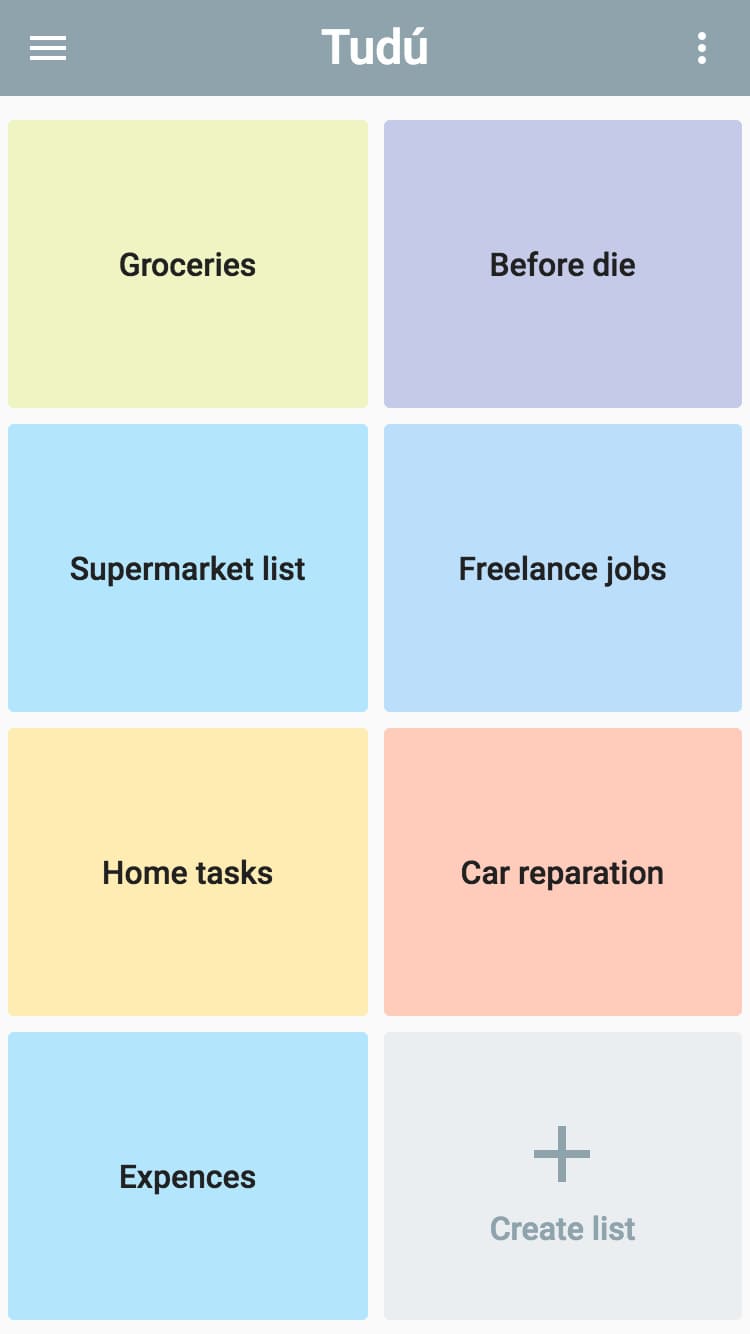 Tudú
Groceries
Before die
Supermarket list
Freelance jobs
Home tasks
Car reparation
Expences
Create list